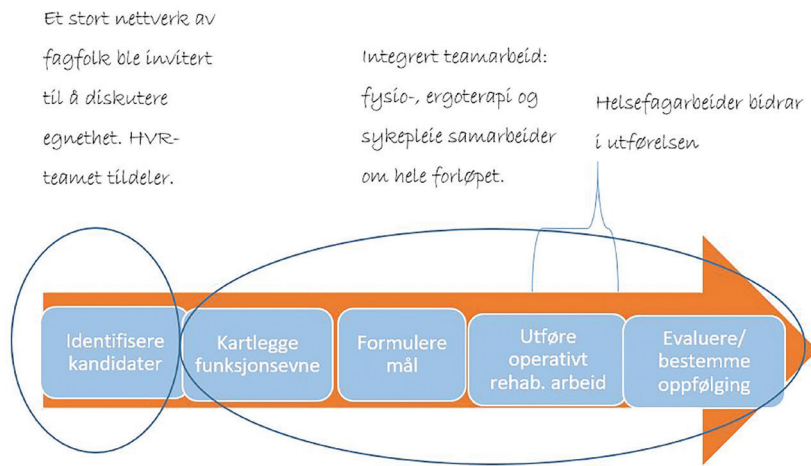 Et stort nettverk av
fagfolk ble invitert
til å diskutere
egnethet. HVR-
teamet tildeler.
Integrert teamarbeid:
fysio-, ergoterapi og
sykepleie samarbeider
om hele forløpet.
Helsefagarbeider bidrar
i utførelsen
Identifisere
kandidater
Kartlegge
funksjonsevne
Formulere
mål
Utføre
operativt
rehab. arbeid
Evaluere/
bestemme
oppfølging